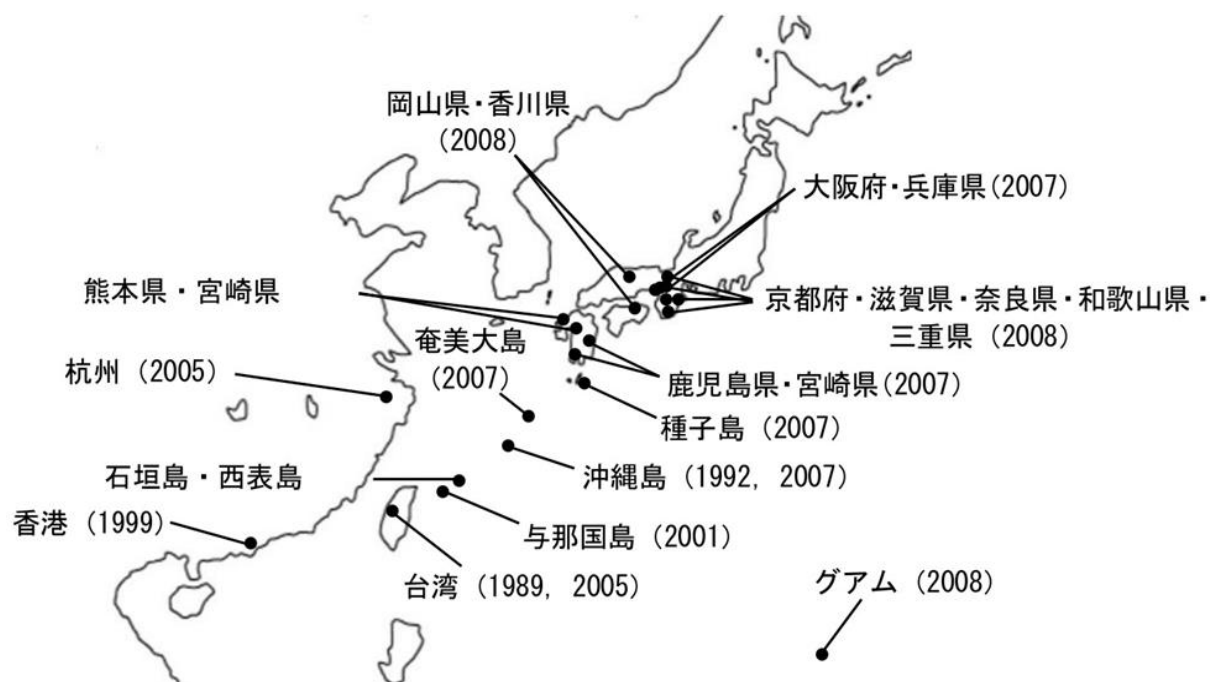 岡山県・香川県
(2008)
大阪府・兵庫県(2007)
熊本県・宮崎県
京都府・滋賀県・奈良県・和歌山県・
三重県(2008)
奄美大島
(2007)
杭州(2005)
鹿児島県・宮崎県(2007)
種子島(2007)
石垣島・西表島
沖縄島(1992, 2007)
香港(1999)
与那国島(2001)
台湾(1989, 2005)
グアム(2008)